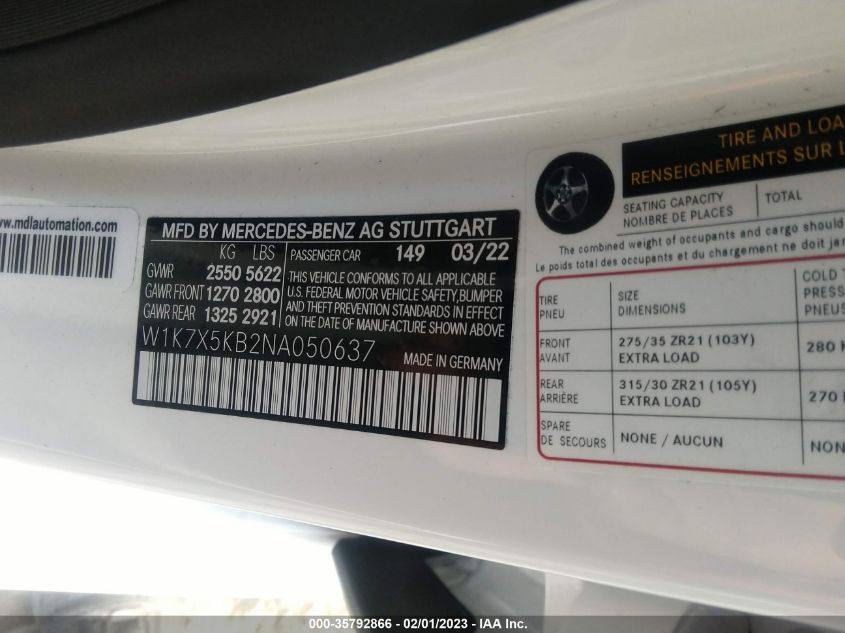 www.mdlautomation.com
MFD BY MERCEDES-BENZ AG STUTTGART
KG LBS
GVWR 2550 5622
GAWR FRONT 1270 2800
GAWR REAR 1325 2921
PASSENGER CAR 149 03/22
THIS VEHICLE CONFORMS TO ALL APPLICABLE
U.S. FEDERAL MOTOR VEHICLE SAFETY, BUMPER
AND THEFT PREVENTION STANDARDS IN EFFECT
ON THE DATE OF MANUFACTURE SHOWN ABOVE.
W1K7X5KB2NA050637
MADE IN GERMANY
TIRE AND LOA
RENSEIGNEMENTS SUR L
SEATING CAPACITY
NOMBRE DE PLACES
TOTAL
The combined weight of occupants and cargo should
Le poids total des occupants et du chargement ne doit jam
TIRE
PNEU
SIZE
DIMENSIONS
COLD T
PRESS
PNEUS
FRONT
AVANT
275/35 ZR21 (103Y)
EXTRA LOAD
280 K
REAR
ARRIÈRE
315/30 ZR21 (105Y)
EXTRA LOAD
270
SPARE
DE SECOURS
NONE / AUCUN
NON
000-35792866 - 02/01/2023 - IAA Inc.